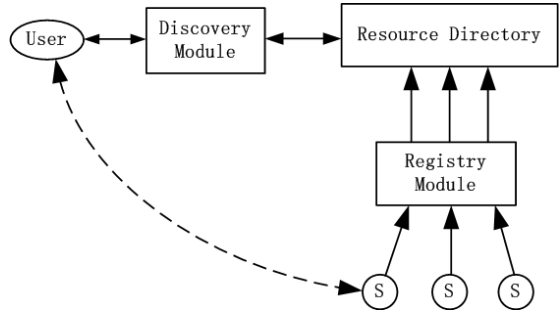 User
Discovery
Module
Resource Directory
Registry
Module
S
S
S